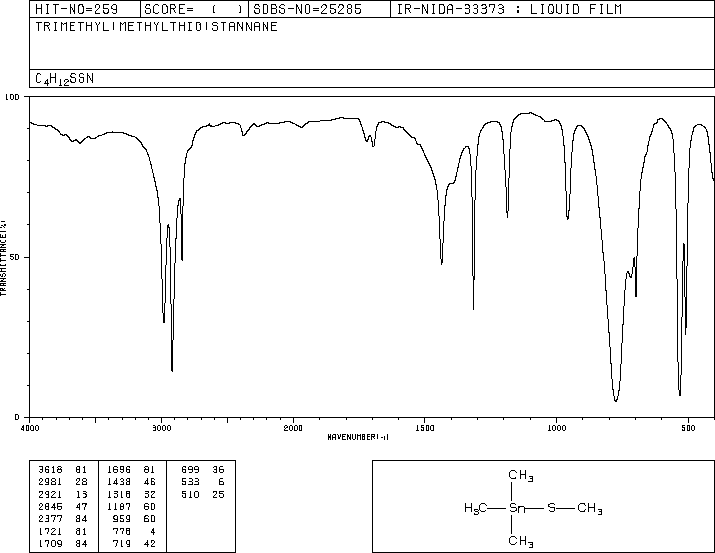 HIT-NO=259 SCORE= ( ) SDBS-NO=25285 IR-NIDA-33373 : LIQUID FILM
TRIMETHYL(METHYLTHIO)STANNANE
C4H12SSN
100
50
0
TRANSMITTANCE(%)
4000 3000 2000 1500 1000 500
WAVENUMBER(-1)
3618 81 1696 81 699 36
2981 28 1438 46 533 6
2921 13 1318 32 510 25
2845 47 1187 60
2377 84 959 60
1721 81 778 4
1709 84 719 42
CH3
H3C Sn S CH3
CH3